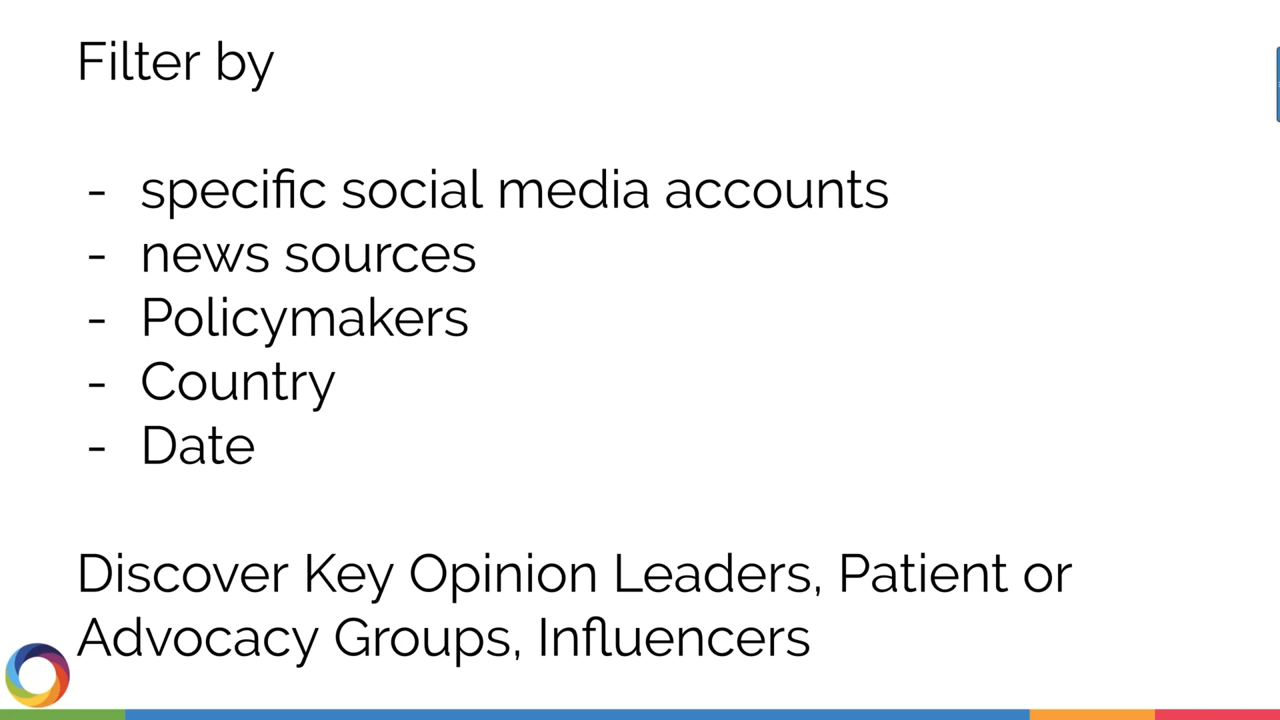 Filter by
- specific social media accounts
- news sources
- Policymakers
- Country
- Date
Discover Key Opinion Leaders, Patient or
Advocacy Groups, Influencers